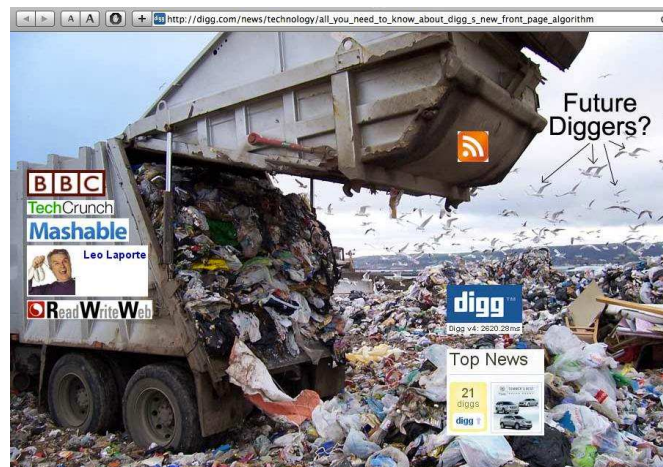 A A
+ digg http://digg.com/news/technology/all_you_need_to_know_about_digg_s_new_front_page_algorithm
Future
Diggers?
BBC
TechCrunch
Mashable
Leo Laporte
ReadWriteWeb
digg™
Digg v4: 2620.28ms
Top News
21
diggs
digg